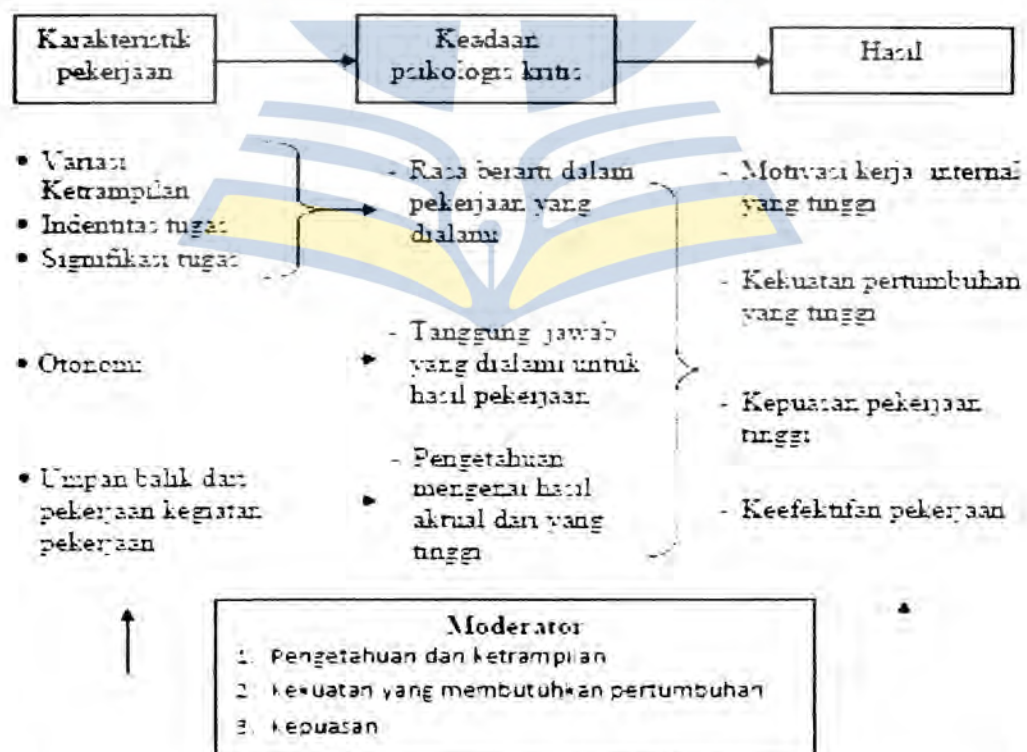 Karakteristik
pekerjaan
Keadaan
psikologis kritis
Hasil
• Variasi
Ketrampilan
• Indentitas tugas
• Signifikasi tugas
• Otonomi
• Umpan balik dari
pekerjaan kegiatan
pekerjaan
- Rasa berarti dalam
pekerjaan yang
dialami
- Tanggung jawab
yang dialami untuk
hasil pekerjaan
- Pengetahuan
mengenai hasil
aktual dari yang
tinggi
- Motivasi kerja internal
yang tinggi
- Kekuatan pertumbuhan
yang tinggi
- Kepuasan pekerjaan
tinggi
- Keefektifan pekerjaan
Moderator
1. Pengetahuan dan ketrampilan
2. Kekuatan yang membutuhkan pertumbuhan
3. Kepuasan